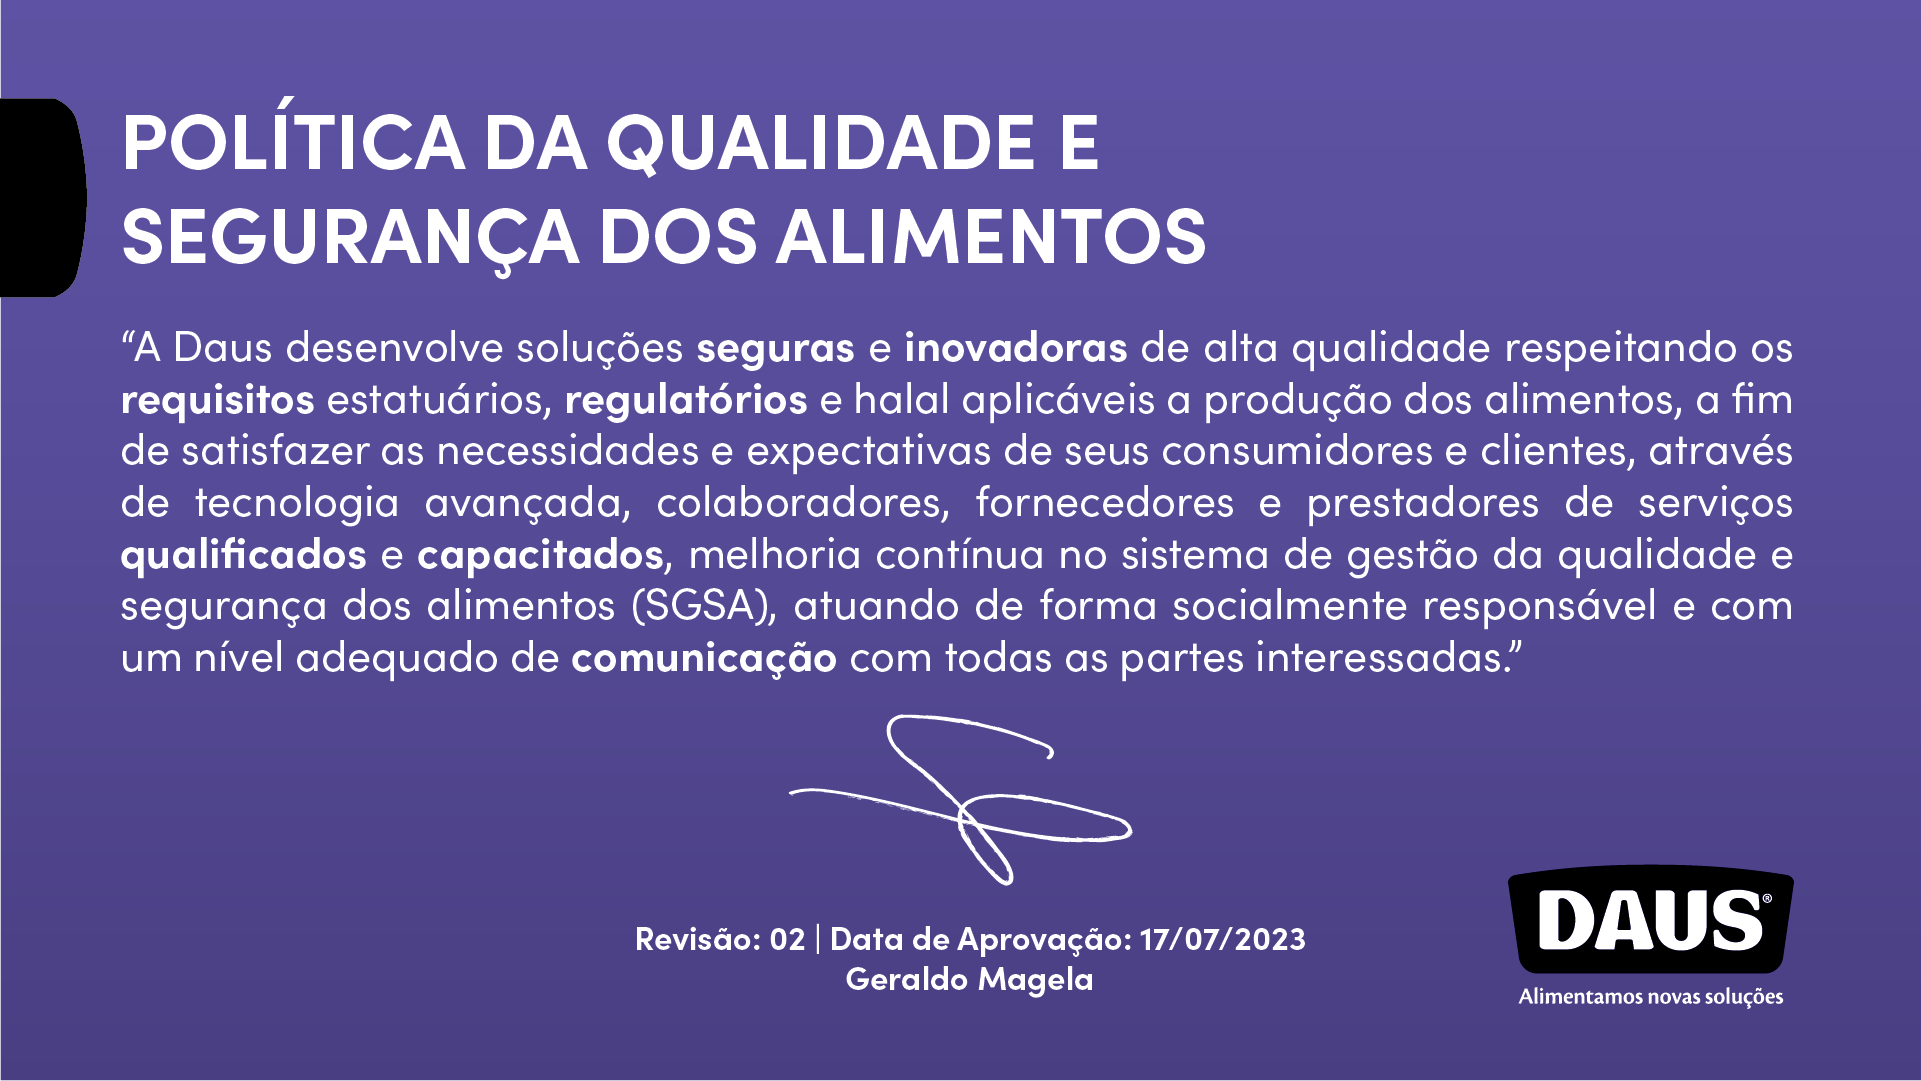 POLÍTICA DA QUALIDADE E
SEGURANÇA DOS ALIMENTOS
“A Daus desenvolve soluções seguras e inovadoras de alta qualidade respeitando os
requisitos estatuários, regulatórios e halal aplicáveis a produção dos alimentos, a fim
de satisfazer as necessidades e expectativas de seus consumidores e clientes, através
de tecnologia avançada, colaboradores, fornecedores e prestadores de serviços
qualificados e capacitados, melhoria contínua no sistema de gestão da qualidade e
segurança dos alimentos (SGSA), atuando de forma socialmente responsável e com
um nível adequado de comunicação com todas as partes interessadas.”
Revisão: 02 | Data de Aprovação: 17/07/2023
Geraldo Magela
DAUS®
Alimentamos novas soluções